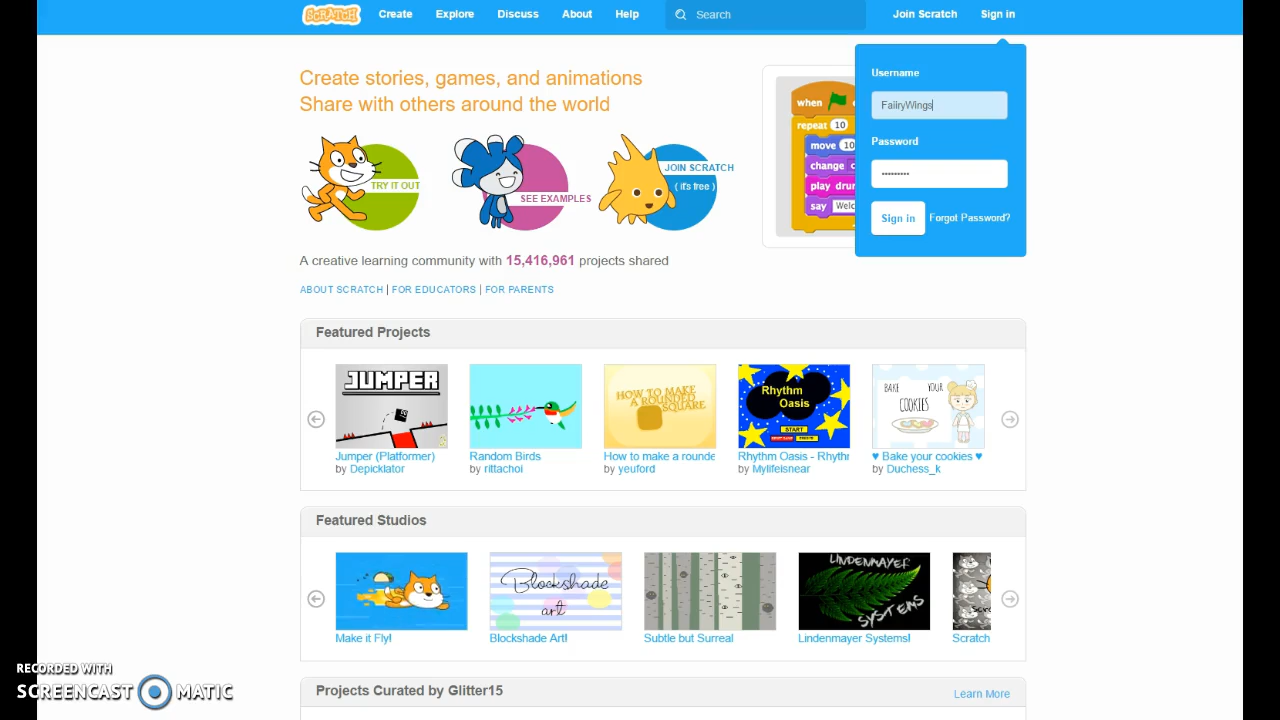 SCRATCH Create Explore Discuss About Help Search Join Scratch Sign in
Create stories, games, and animations
Share with others around the world
TRY IT OUT
SEE EXAMPLES
JOIN SCRATCH
( it's free )
when
repeat 10
move 10
change
play drum
say Welc
Username
FailryWings
Password
Sign in Forgot Password?
A creative learning community with 15,416,961 projects shared
ABOUT SCRATCH | FOR EDUCATORS | FOR PARENTS
Featured Projects
JUMPER
HOW TO MAKE
A ROUNDED
SQUARE
Rhythm
Oasis
START
BAKE YOUR
COOKIES
Jumper (Platformer)
by Depicklator
Random Birds
by rittachoi
How to make a rounde
by yeuford
Rhythm Oasis - Rhythr
by Mylifeisnear
♥ Bake your cookies ♥
by Duchess_k
Featured Studios
Blockshade
art
LINDENMAYER
SYSTEMS
Make it Fly!
Blockshade Art!
Subtle but Surreal
Lindenmayer Systems!
Scratch
Projects Curated by Glitter15
Learn More
RECORDED WITH
SCREENCAST MATIC